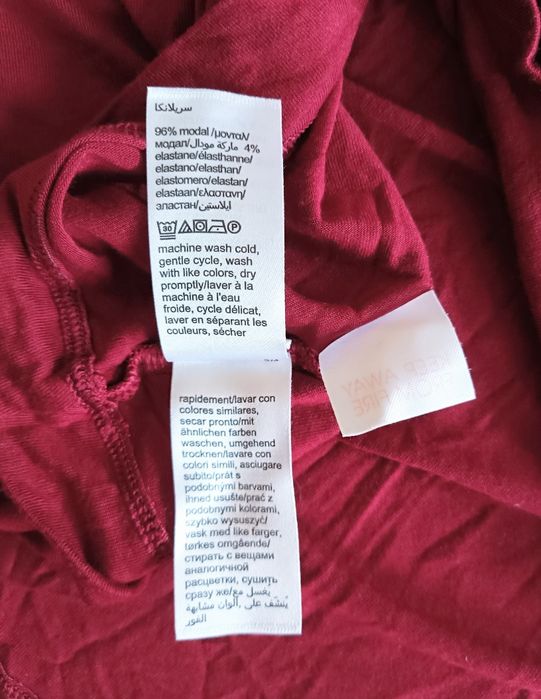 سريلانكا
96% modal /μονταλ/
модал/ماركة مودال 4%
elastane/élasthanne/
elastano/elasthan/
elastomero/elastan/
elastaan/ελαστανη/
эластан/ايلاستين
30
machine wash cold,
gentle cycle, wash
with like colors, dry
promptly/laver à la
machine à l'eau
froide, cycle délicat,
laver en séparant les
couleurs, sécher
rapidement/lavar con
colores similares,
secar pronto/mit
ähnlichen farben
waschen, umgehend
trocknen/lavare con
colori simili, asciugare
subito/prát s
podobnými barvami,
ihned usušte/prać z
podobnymi kolorami,
szybko wysuszyć/
vask med like farger,
tørkes omgående/
стирать с вещами
аналогичной
расцветки, сушить
сразу же/يغسل مع
ألوان مشابهة, يُنشف على
الفور
KEEP AWAY
FROM FIRE